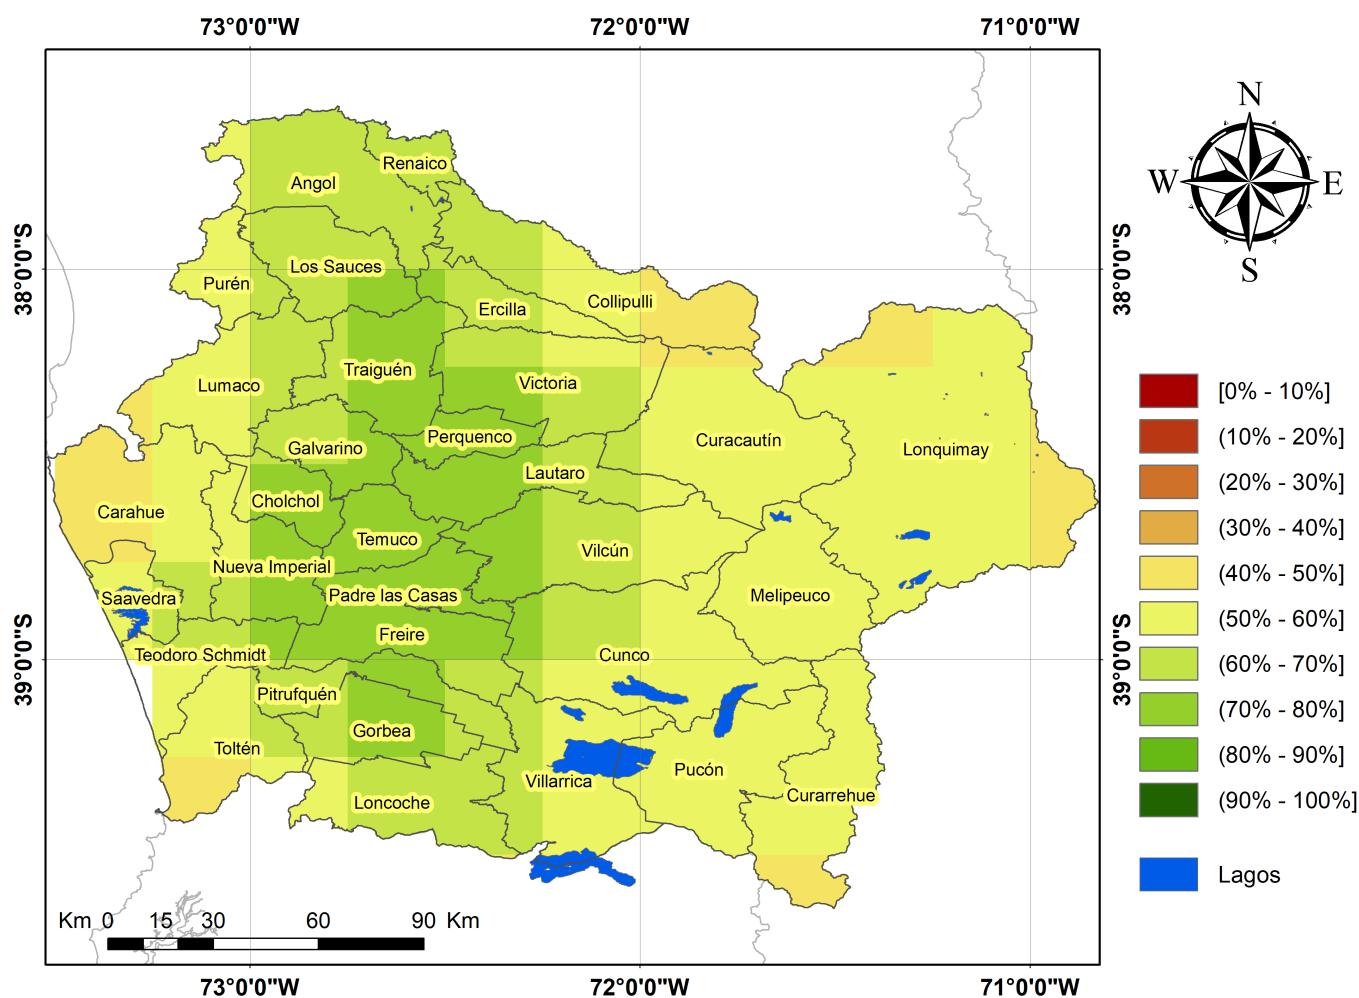 73°0'0"W 72°0'0"W 71°0'0"W
N
W E
S
38°0'0"S
38°0'0"S
39°0'0"S
39°0'0"S
Renaico
Angol
Los Sauces
Purén
Collipulli
Ercilla
Traiguén
Lumaco
Victoria
Perquenco
Galvarino
Curacautín
Lonquimay
Lautaro
Cholchol
Carahue
Temuco
Vilcún
Nueva Imperial
Saavedra
Padre las Casas
Melipeuco
Freire
Teodoro Schmidt
Cunco
Pitrufquén
Gorbea
Toltén
Pucón
Villarrica
Curarrehue
Loncoche
[0% - 10%]
(10% - 20%]
(20% - 30%]
(30% - 40%]
(40% - 50%]
(50% - 60%]
(60% - 70%]
(70% - 80%]
(80% - 90%]
(90% - 100%]
Lagos
Km 0 15 30 60 90 Km
73°0'0"W 72°0'0"W 71°0'0"W